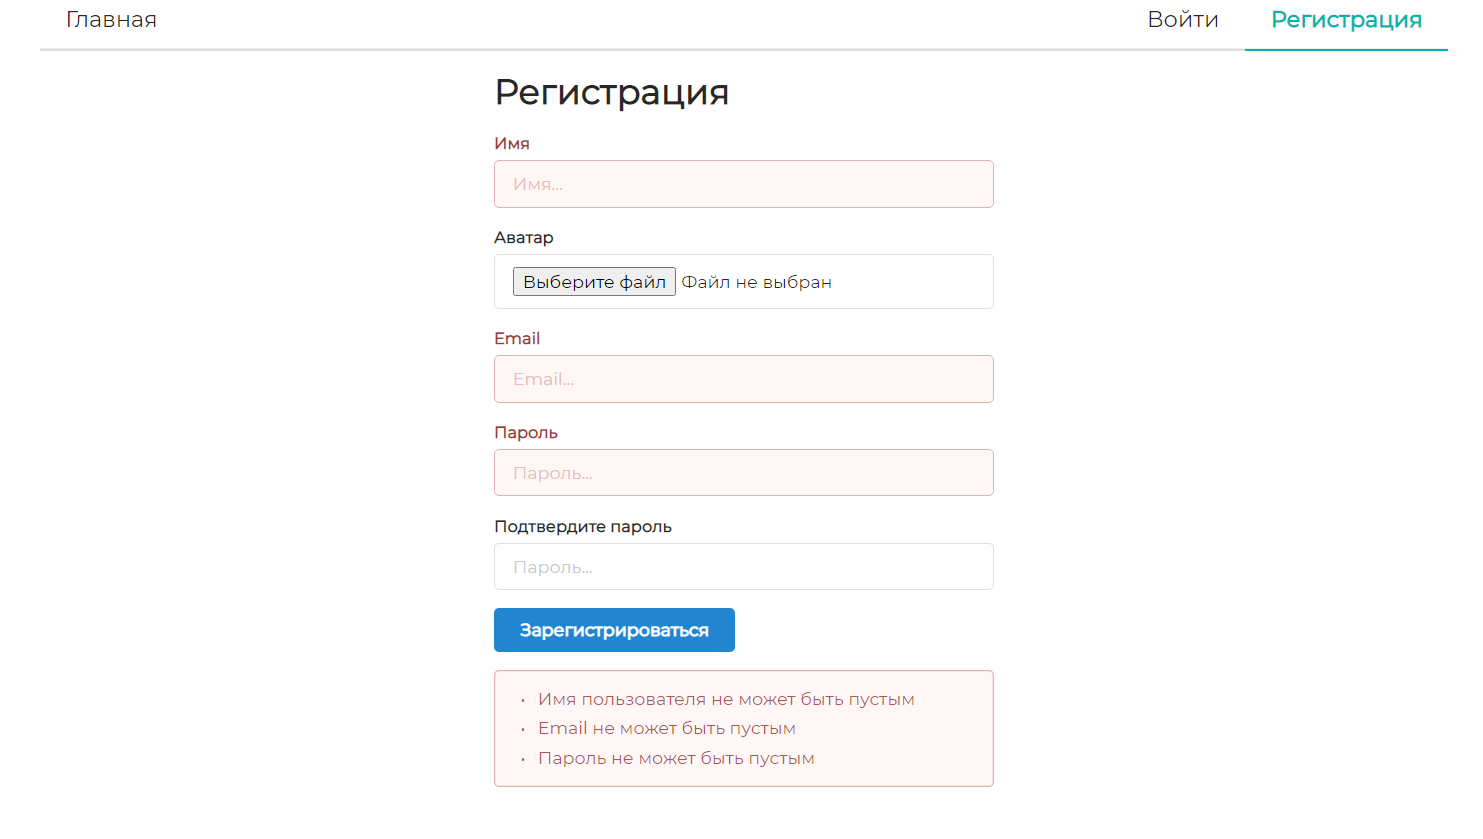 Главная Войти Регистрация
Регистрация
Имя
Имя...
Аватар
Выберите файл Файл не выбран
Email
Email...
Пароль
Пароль...
Подтвердите пароль
Пароль...
Зарегистрироваться
• Имя пользователя не может быть пустым
• Email не может быть пустым
• Пароль не может быть пустым